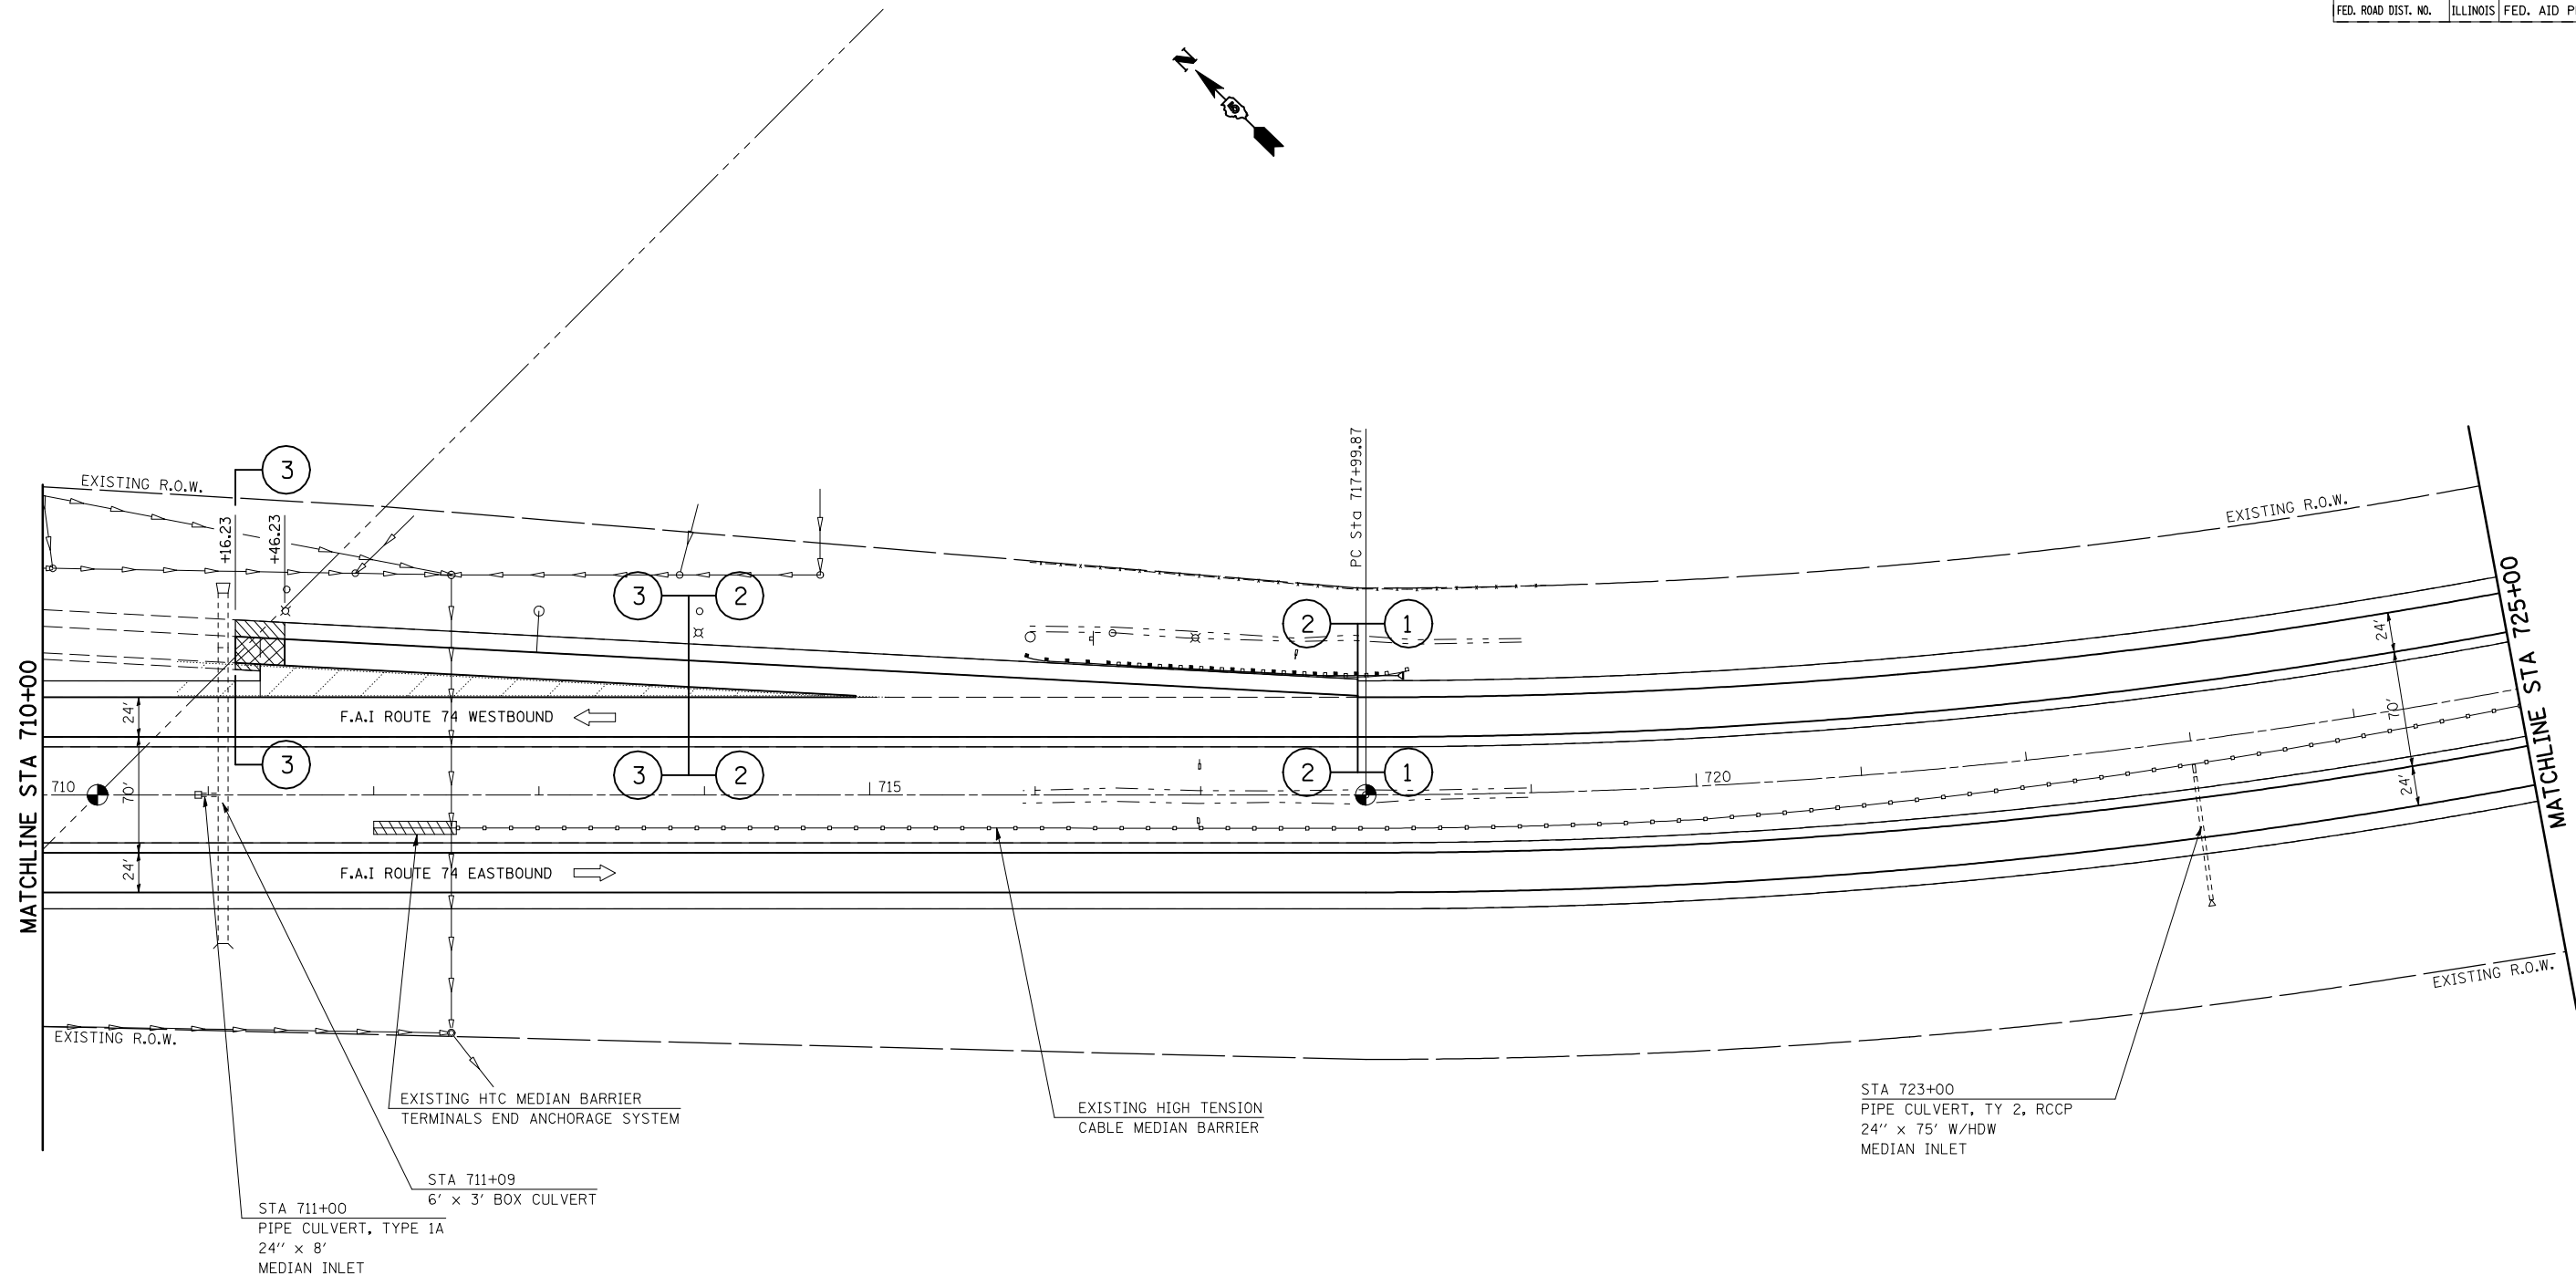 FED. ROAD DIST. NO. ILLINOIS FED. AID
N
5
3
EXISTING R.O.W.
+16.23
+46.23
PC Sta 717+99.87
EXISTING R.O.W.
3 2
2 1
MATCHLINE STA 710+00
MATCHLINE STA 725+00
24'
24'
F.A.I ROUTE 74 WESTBOUND
70'
3
3 2
2 1
710
70'
715
720
24'
24'
F.A.I ROUTE 74 EASTBOUND
EXISTING R.O.W.
EXISTING R.O.W.
EXISTING HTC MEDIAN BARRIER
TERMINALS END ANCHORAGE SYSTEM
EXISTING HIGH TENSION
CABLE MEDIAN BARRIER
STA 723+00
PIPE CULVERT, TY 2, RCCP
24'' x 75' W/HDW
MEDIAN INLET
STA 711+09
6' x 3' BOX CULVERT
STA 711+00
PIPE CULVERT, TYPE 1A
24'' x 8'
MEDIAN INLET